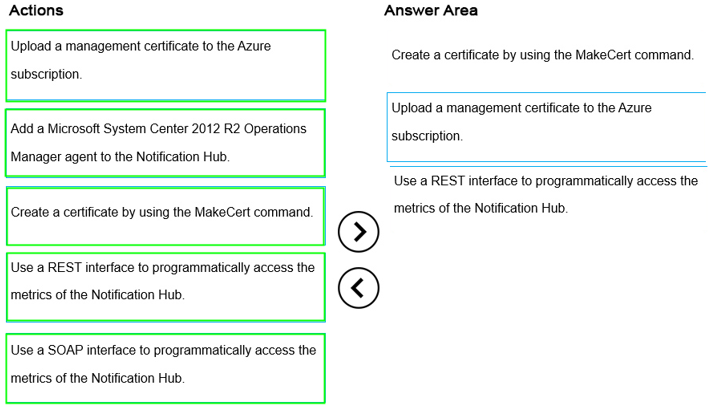 Actions
Upload a management certificate to the Azure
subscription.
Add a Microsoft System Center 2012 R2 Operations
Manager agent to the Notification Hub.
Create a certificate by using the MakeCert command.
Use a REST interface to programmatically access the
metrics of the Notification Hub.
Use a SOAP interface to programmatically access the
metrics of the Notification Hub.
Answer Area
Create a certificate by using the MakeCert command.
Upload a management certificate to the Azure
subscription.
Use a REST interface to programmatically access the
metrics of the Notification Hub.